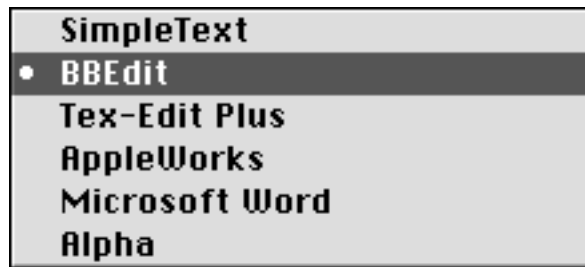 SimpleText
• BBEdit
Tex-Edit Plus
AppleWorks
Microsoft Word
Alpha